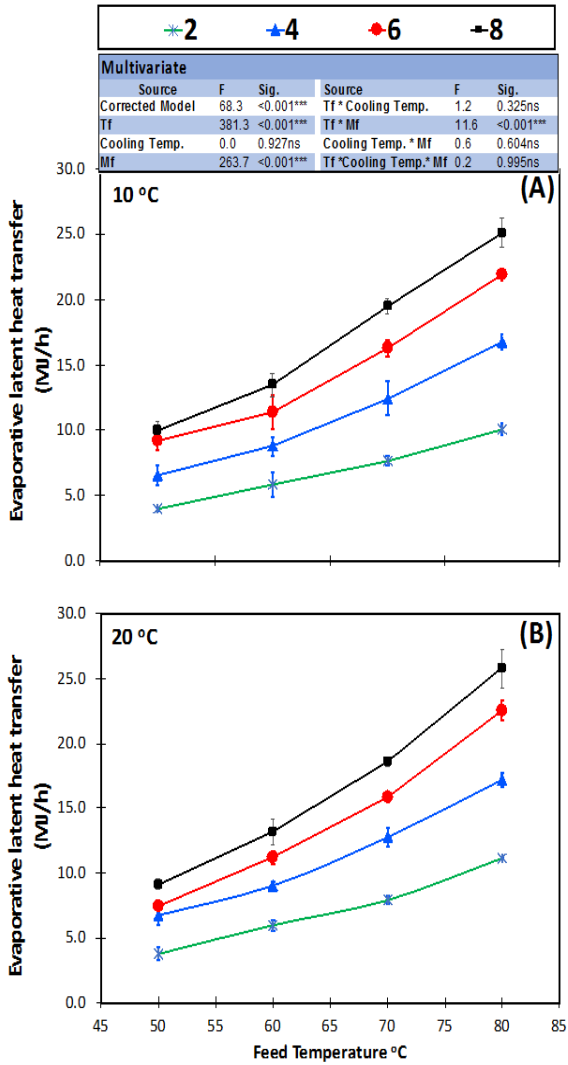 2 4 6 8
Multivariate
Source F Sig. Source F Sig.
Corrected Model 68.3 <0.001*** Tf * Cooling Temp. 1.2 0.325ns
Tf 381.3 <0.001*** Tf * Mf 11.6 <0.001***
Cooling Temp. 0.0 0.927ns Cooling Temp. * Mf 0.6 0.604ns
Mf 263.7 <0.001*** Tf *Cooling Temp.* Mf 0.2 0.995ns
30.0
10 °C (A)
25.0
20.0
15.0
10.0
5.0
0.0
Evaporative latent heat transfer
(MJ/h)
30.0
20 °C (B)
25.0
20.0
15.0
10.0
5.0
0.0
Evaporative latent heat transfer
(MJ/h)
45 50 55 60 65 70 75 80 85
Feed Temperature °C